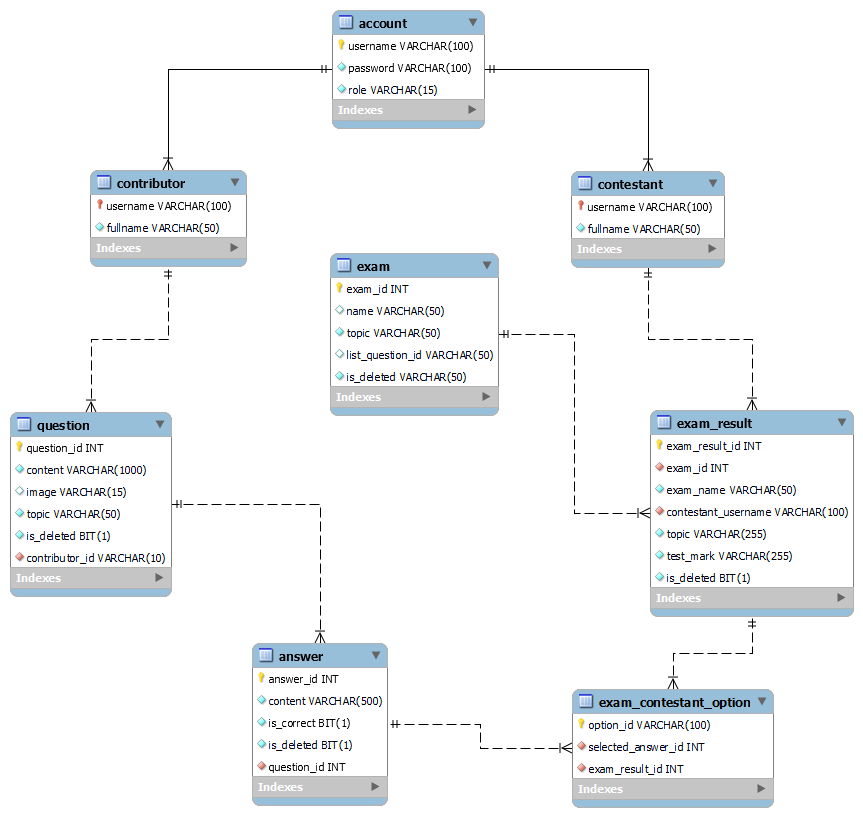 account
username VARCHAR(100)
password VARCHAR(100)
role VARCHAR(15)
Indexes
contributor
username VARCHAR(100)
fullname VARCHAR(50)
Indexes
contestant
username VARCHAR(100)
fullname VARCHAR(50)
Indexes
exam
exam_id INT
name VARCHAR(50)
topic VARCHAR(50)
list_question_id VARCHAR(50)
is_deleted VARCHAR(50)
Indexes
question
question_id INT
content VARCHAR(1000)
image VARCHAR(15)
topic VARCHAR(50)
is_deleted BIT(1)
contributor_id VARCHAR(10)
Indexes
exam_result
exam_result_id INT
exam_id INT
exam_name VARCHAR(50)
contestant_username VARCHAR(100)
topic VARCHAR(255)
test_mark VARCHAR(255)
is_deleted BIT(1)
Indexes
answer
answer_id INT
content VARCHAR(500)
is_correct BIT(1)
is_deleted BIT(1)
question_id INT
Indexes
exam_contestant_option
option_id VARCHAR(100)
selected_answer_id INT
exam_result_id INT
Indexes